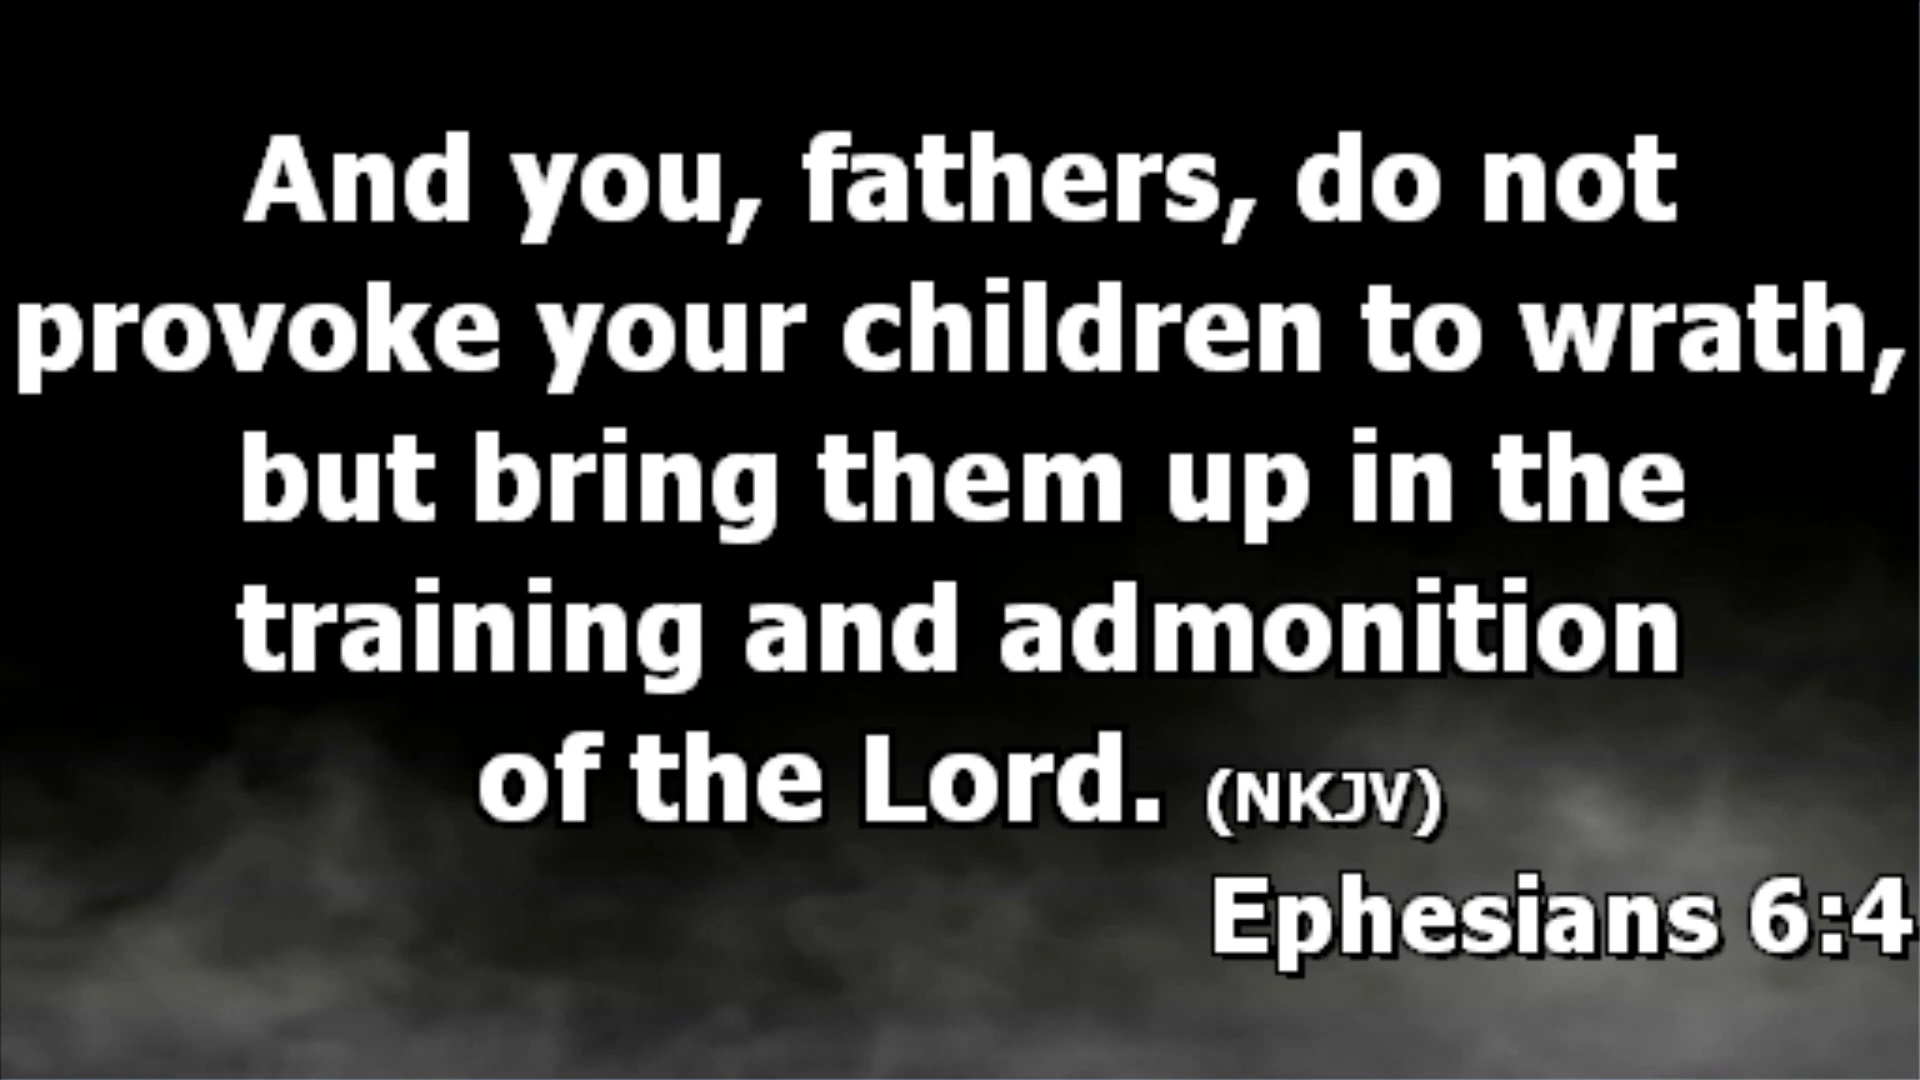 And you, fathers, do not
provoke your children to wrath,
but bring them up in the
training and admonition
of the Lord. (NKJV)
Ephesians 6:4